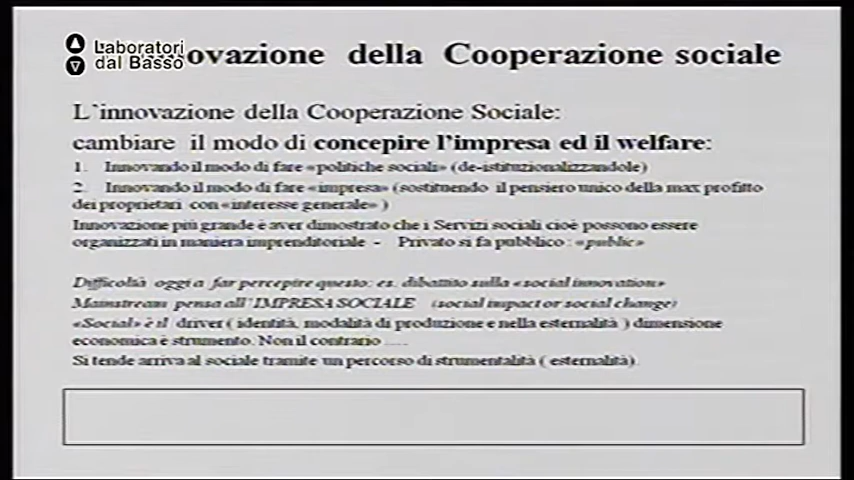 Laboratori
dal Basso
ovazione della Cooperazione sociale
L'innovazione della Cooperazione Sociale:
cambiare il modo di concepire l'impresa ed il welfare:
1. Innovando il modo di fare «politiche sociali» (de-istituzionalizzandole)
2. Innovando il modo di fare «impresa» (sostituendo il pensiero unico della max profitto
dei proprietari con «interesse generale» )
Innovazione più grande è aver dimostrato che i Servizi sociali cioè possono essere
organizzati in maniera imprenditoriale - Privato si fa pubblico : «public»
Difficoltà oggi a far percepire questo: es. dibattito sulla «social innovation»
Mainstream pensa all'IMPRESA SOCIALE (social impact or social change)
«Social» è il driver ( identità, modalità di produzione e nella esternalità ) dimensione
economica è strumento. Non il contrario ....
Si tende arriva al sociale tramite un percorso di strumentalità ( esternalità).